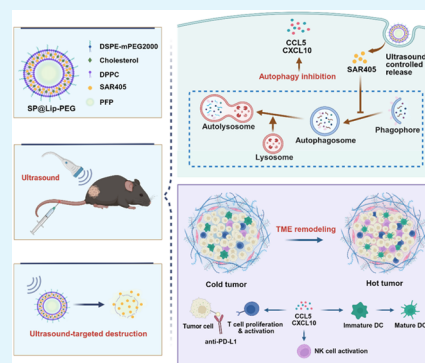 DSPE-mPEG2000
Cholesterol
DPPC
SAR405
PFP
SP@Lip-PEG
Ultrasound
Ultrasound-targeted destruction
CCL5
CXCL10
Autophagy inhibition
SAR405
Ultrasound
controlled
release
Autolysosome
Lysosome
Autophagosome
Phagophore
TME remodeling
Cold tumor
Hot tumor
Tumor cell
anti-PD-L1
T cell proliferation
& activation
CCL5
CXCL10
Immature DC
Mature DC
NK cell activation